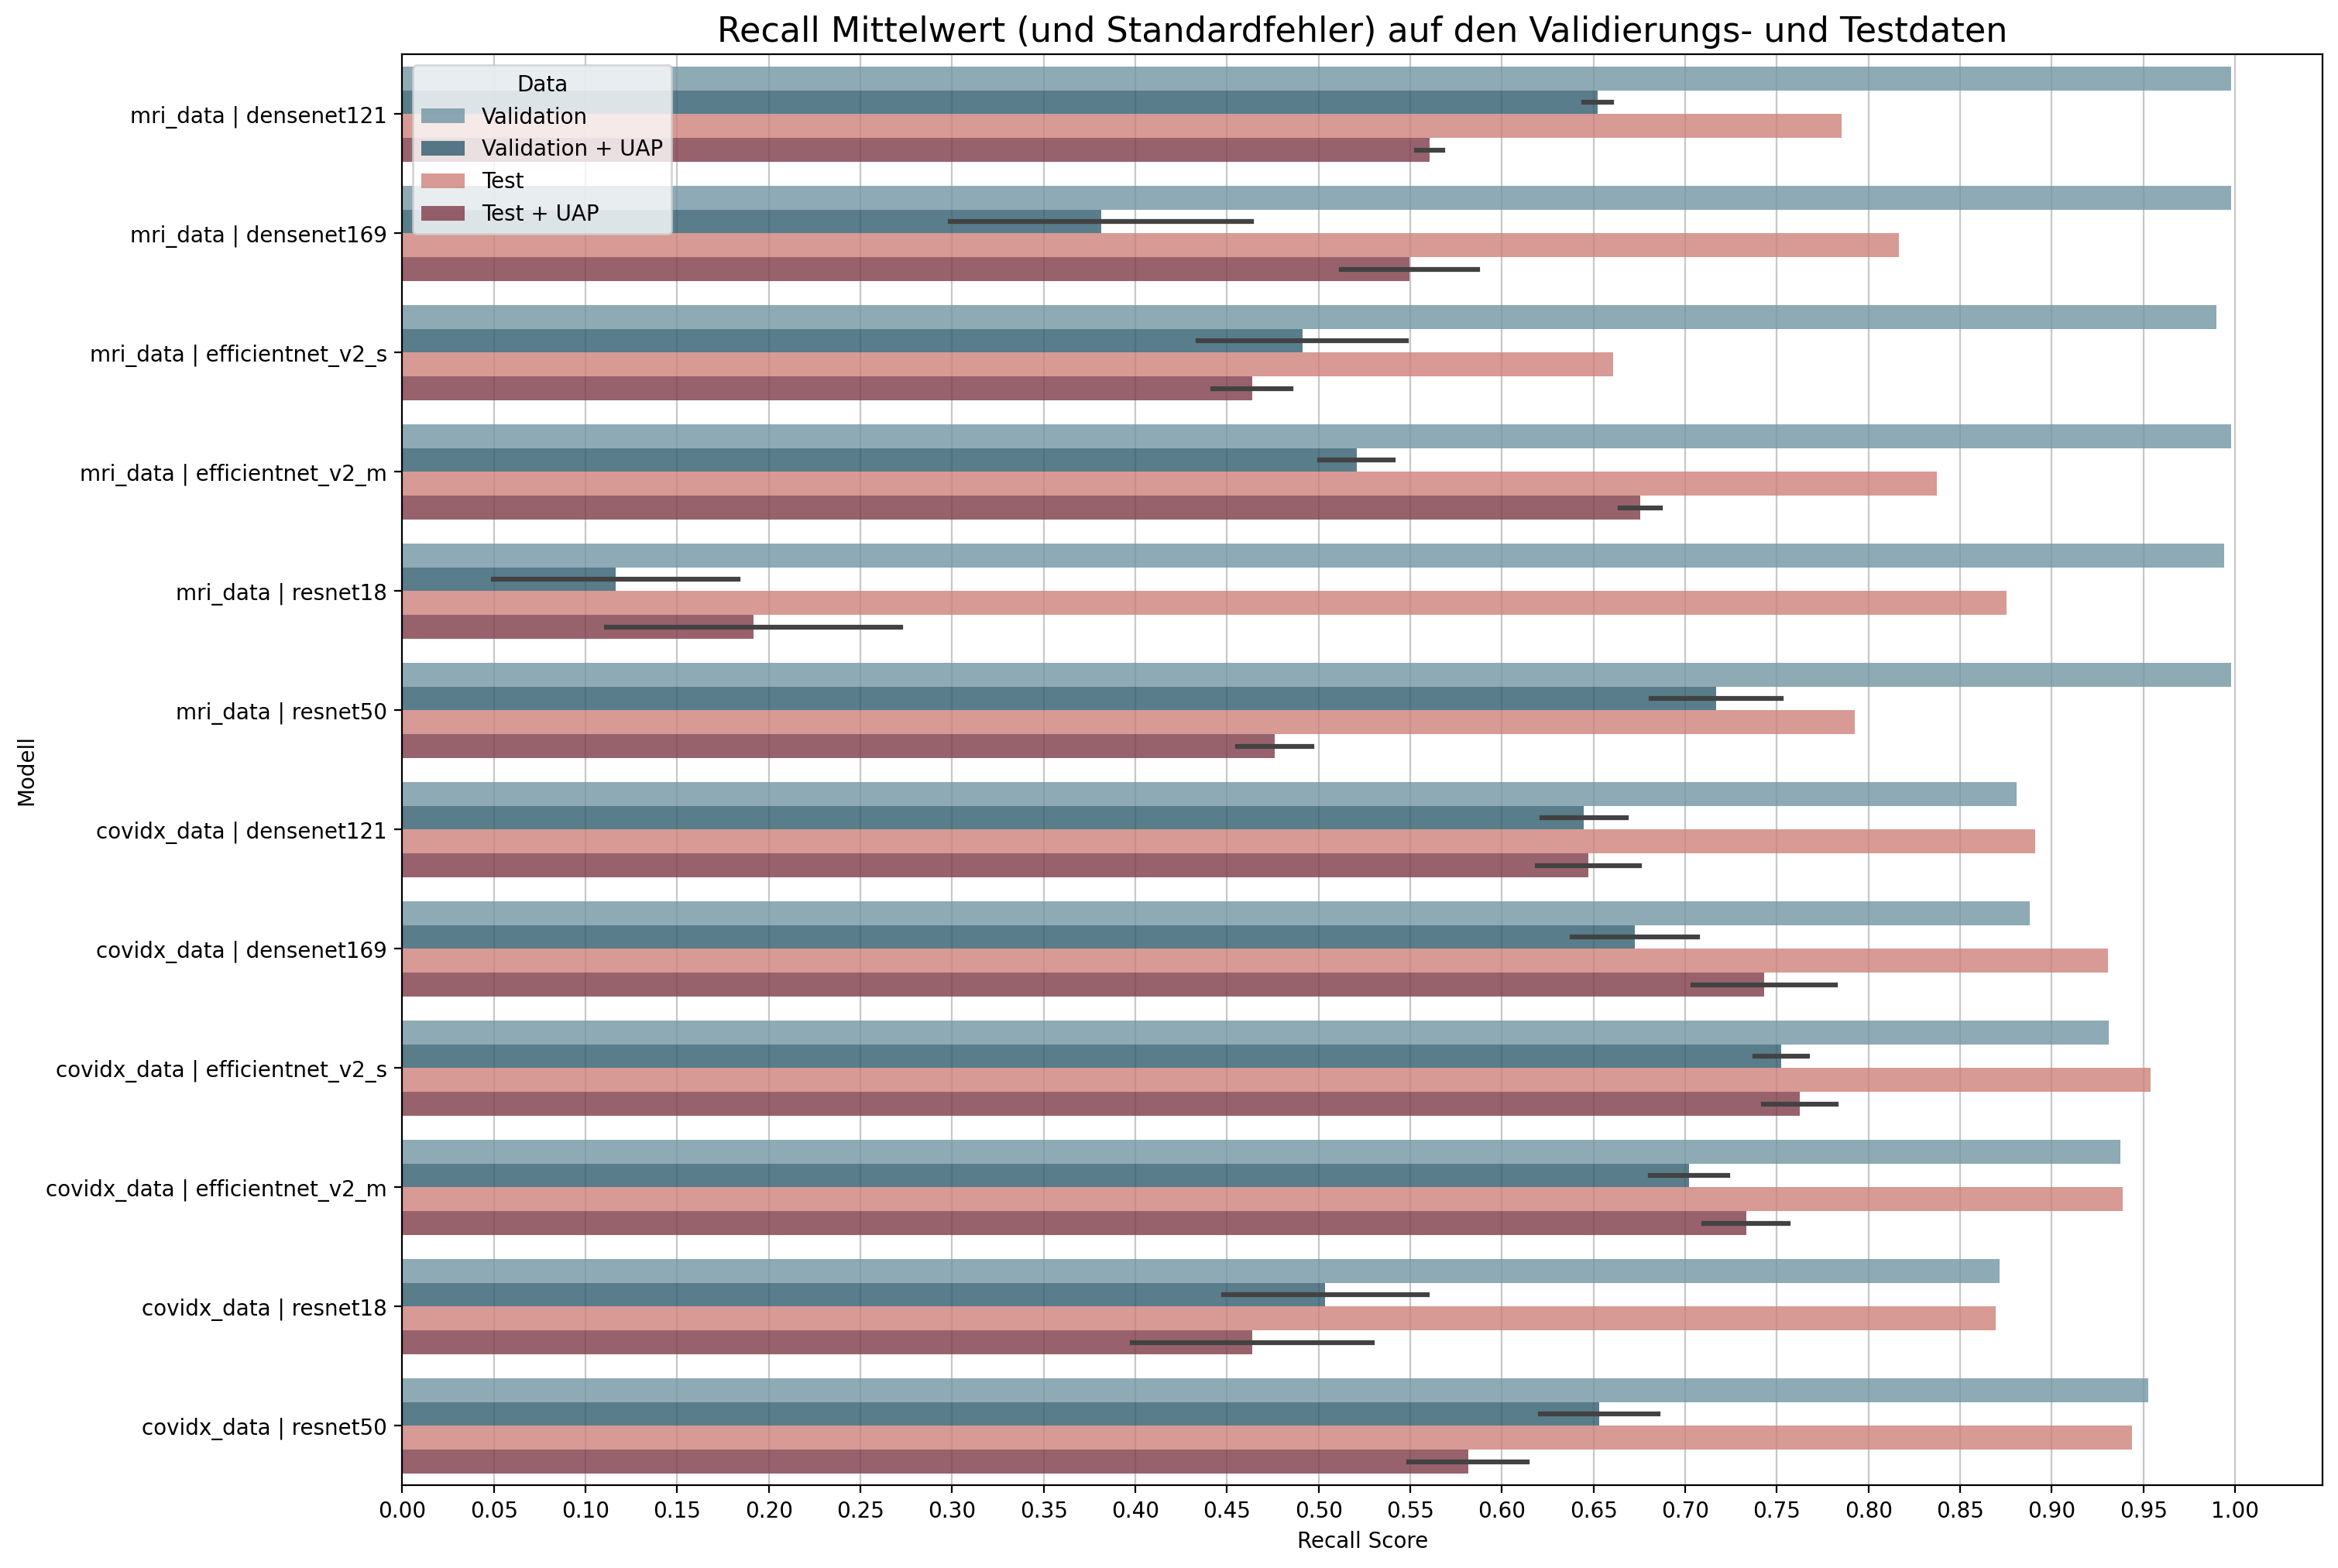 Recall Mittelwert (und Standardfehler) auf den Validierungs- und Testdaten
Data
Validation
Validation + UAP
Test
Test + UAP
mri_data | densenet121
mri_data | densenet169
mri_data | efficientnet_v2_s
mri_data | efficientnet_v2_m
mri_data | resnet18
mri_data | resnet50
covidx_data | densenet121
covidx_data | densenet169
covidx_data | efficientnet_v2_s
covidx_data | efficientnet_v2_m
covidx_data | resnet18
covidx_data | resnet50
Modell
0.00 0.05 0.10 0.15 0.20 0.25 0.30 0.35 0.40 0.45 0.50 0.55 0.60 0.65 0.70 0.75 0.80 0.85 0.90 0.95 1.00
Recall Score